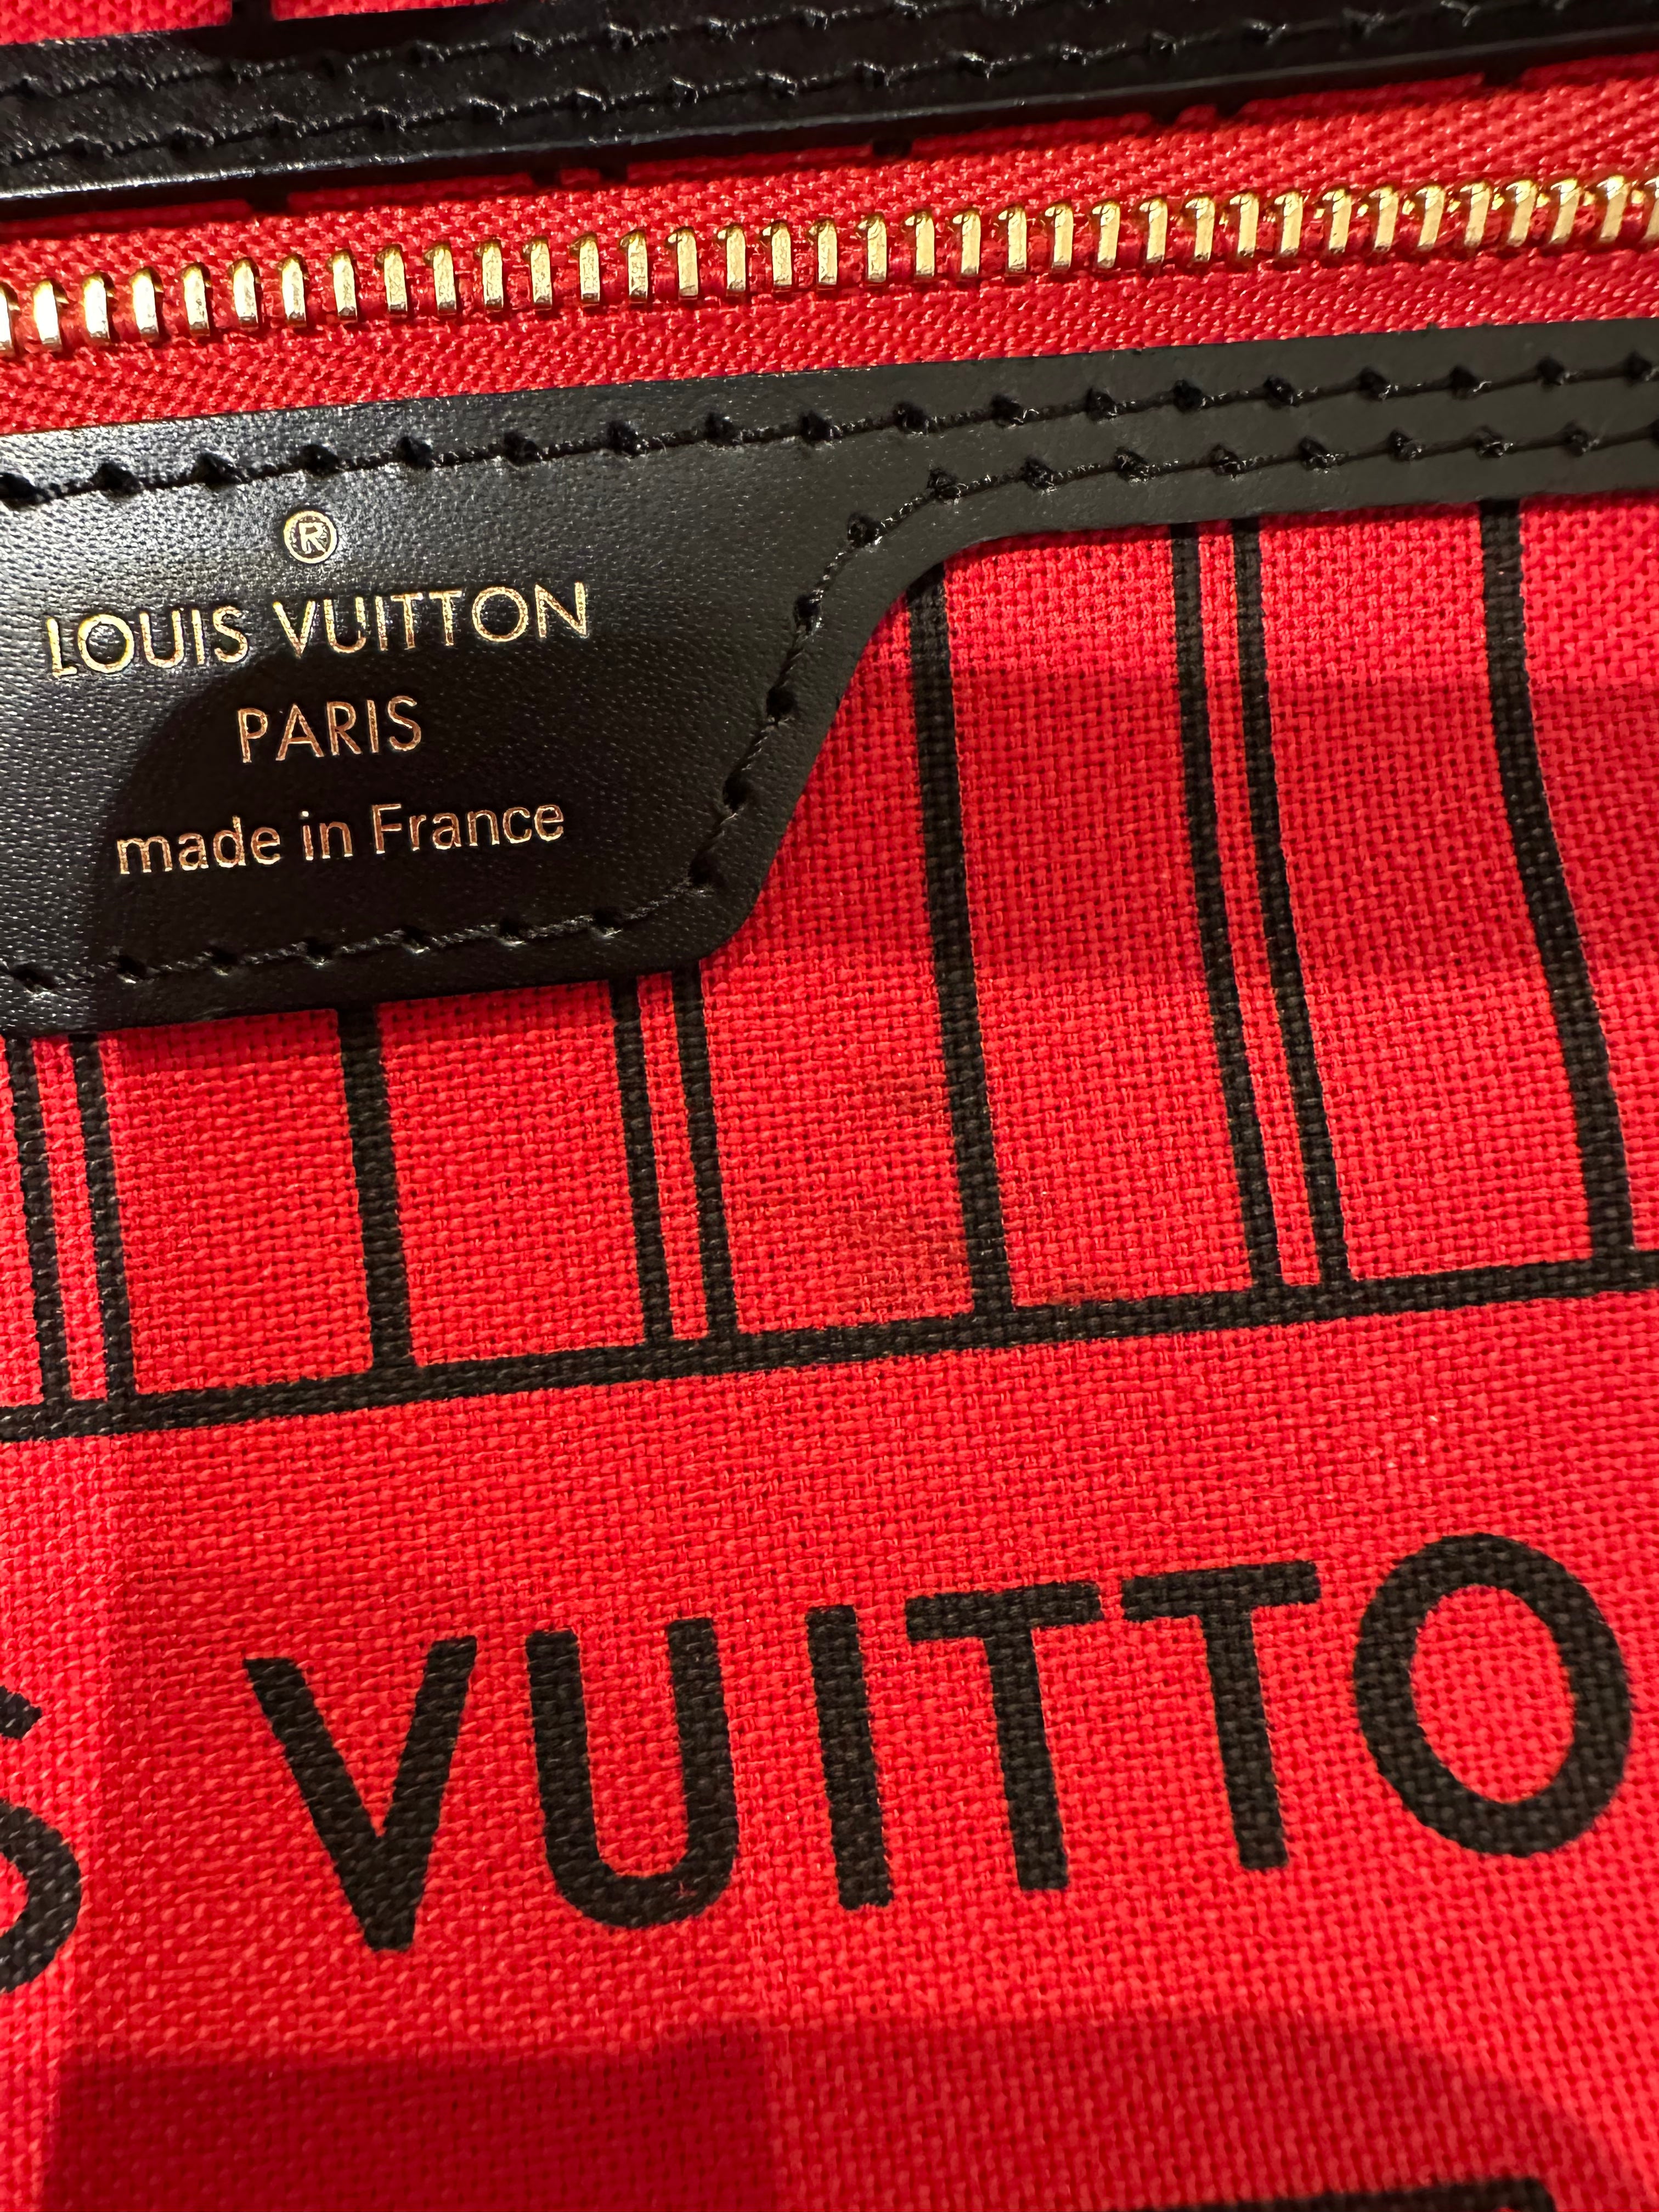 ®
LOUIS VUITTON
PARIS
made in France
S VUITTO